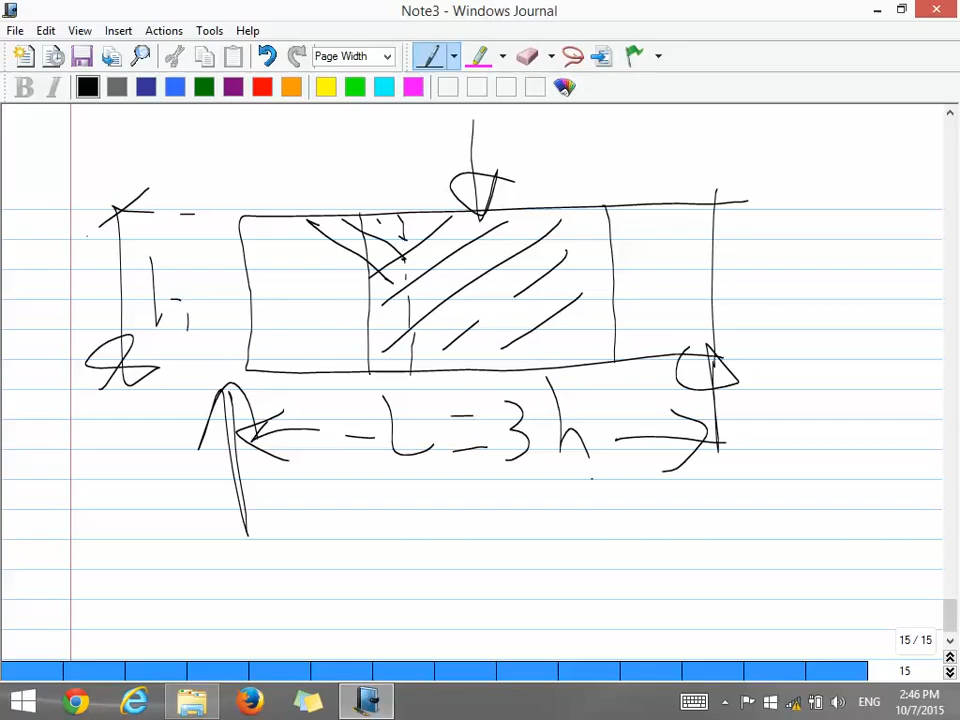 Note3 - Windows Journal
File Edit View Insert Actions Tools Help
Page Width
B I
h
L = 3h
15 / 15
15
ENG
2:46 PM
10/7/2015